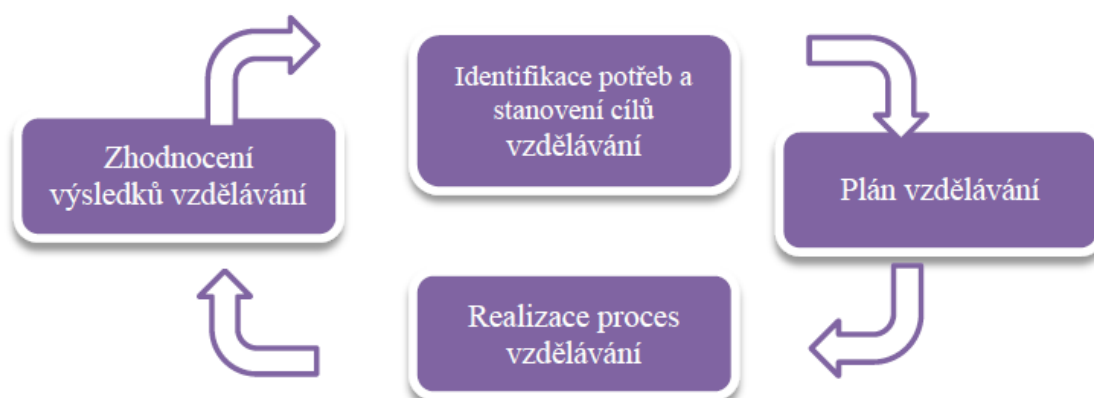 Identifikace potřeb a
stanovení cílů
vzdělávání
Zhodnocení
výsledků vzdělávání
Plán vzdělávání
Realizace proces
vzdělávání